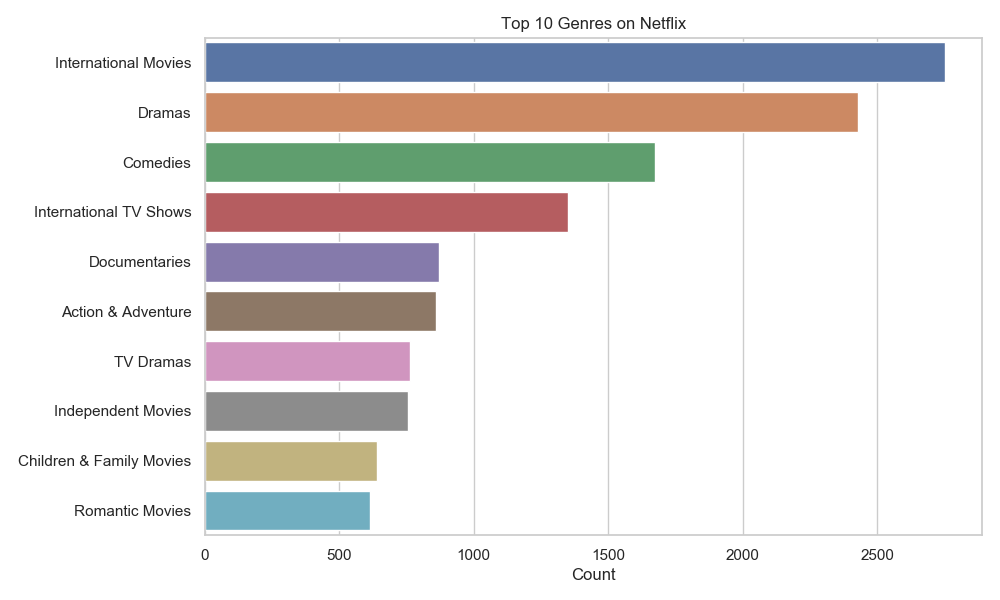 Top 10 Genres on Netflix
International Movies
Dramas
Comedies
International TV Shows
Documentaries
Action & Adventure
TV Dramas
Independent Movies
Children & Family Movies
Romantic Movies
0 500 1000 1500 2000 2500
Count